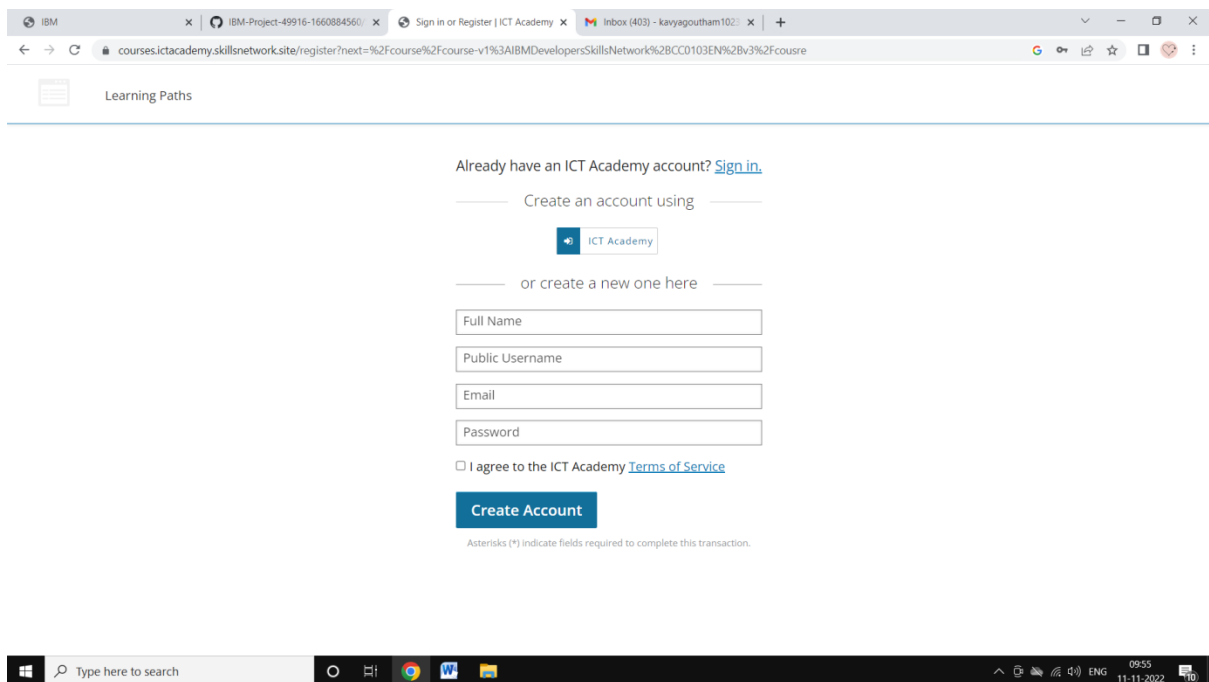 IBM
IBM-Project-49916-1660884560/
Sign in or Register | ICT Academy
Inbox (403) - kavyagoutham1023
courses.ictacademy.skillsnetwork.site/register?next=%2Fcourse%2Fcourse-v1%3AIBMDevelopersSkillsNetwork%2BCC0103EN%2Bv3%2Fcousre
Learning Paths
Already have an ICT Academy account? Sign in.
Create an account using
ICT Academy
or create a new one here
Full Name
Public Username
Email
Password
I agree to the ICT Academy Terms of Service
Create Account
Asterisks (*) indicate fields required to complete this transaction.
Type here to search
ENG
09:55
11-11-2022
10